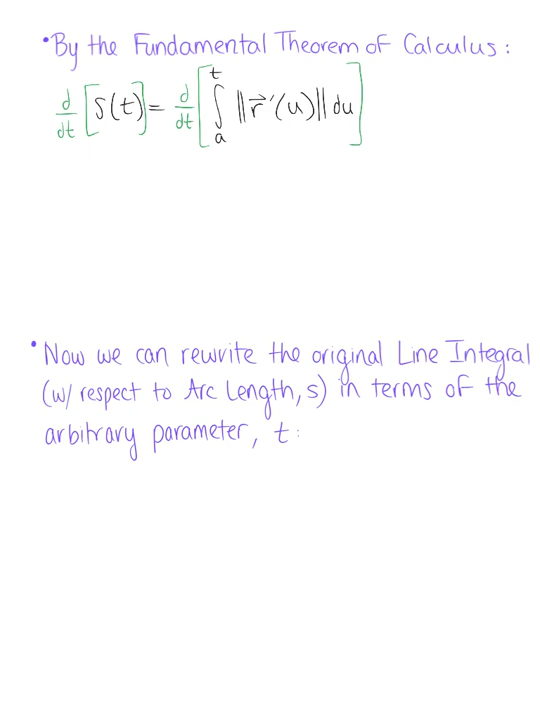 • By the Fundamental Theorem of Calculus :
d/dt [S(t)] = d/dt [∫ₐᵗ ‖r⃗ ′(u)‖ du]
• Now we can rewrite the original Line Integral
(w/ respect to Arc Length, s) in terms of the
arbitrary parameter, t :